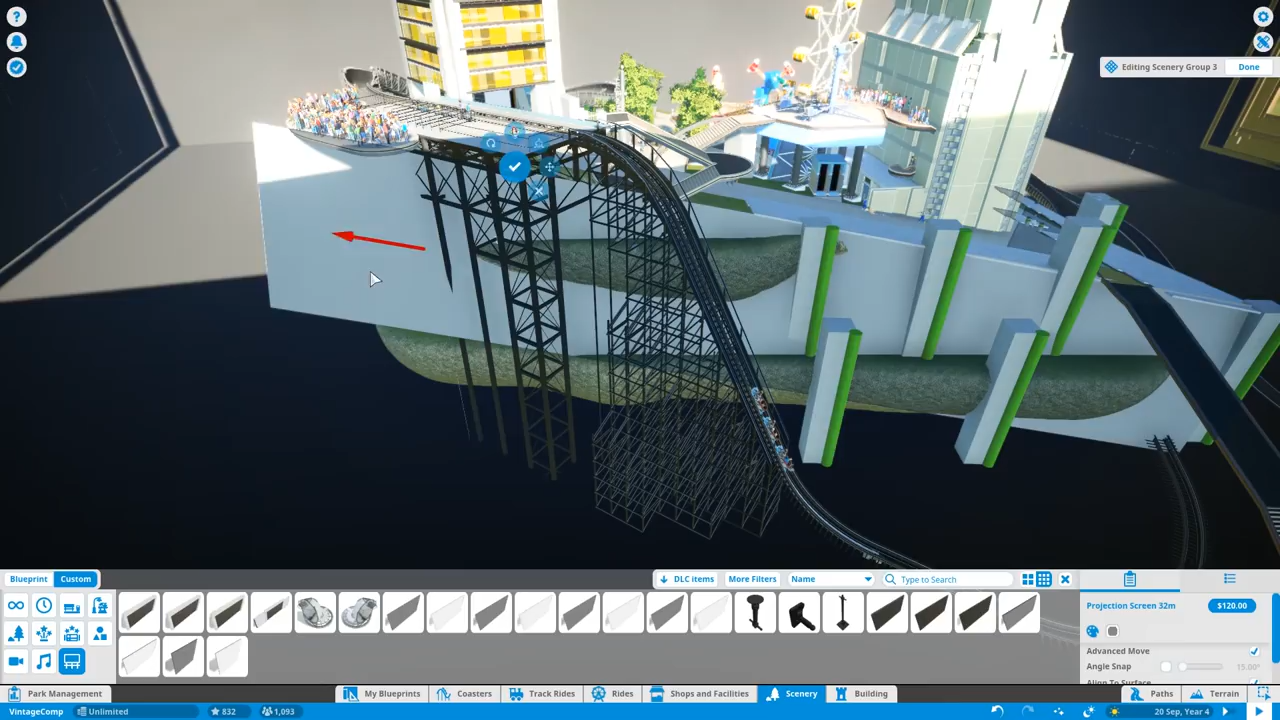 Editing Scenery Group 3
Done
Blueprint
Custom
DLC items
More Filters
Name
Type to Search
Projection Screen 32m
$120.00
Advanced Move
Angle Snap
15.00°
Park Management
My Blueprints
Coasters
Track Rides
Rides
Shops and Facilities
Scenery
Building
Paths
Terrain
VintageComp
Unlimited
832
1,093
20 Sep, Year 4